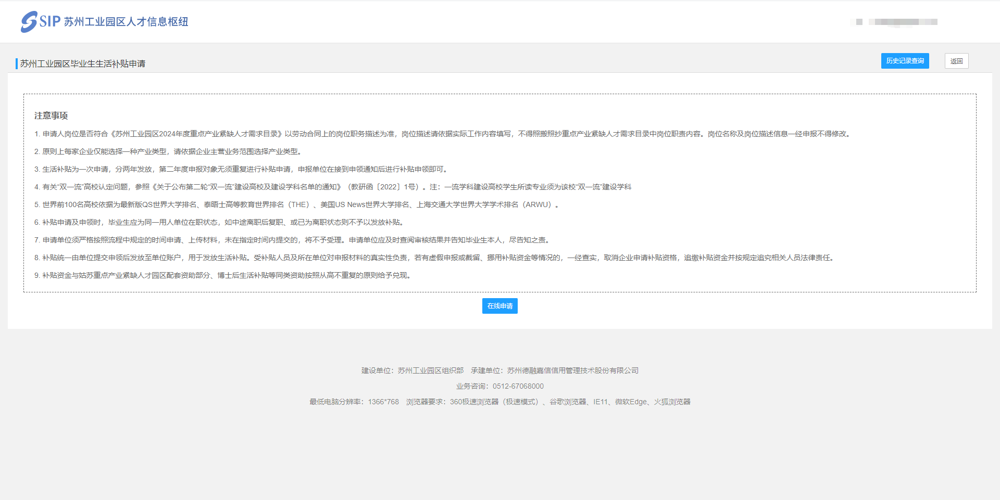 SIP 苏州工业园区人才信息枢纽
苏州工业园区毕业生生活补贴申请
历史记录查询
返回
注意事项
1. 申请人岗位是否符合《苏州工业园区2024年度重点产业紧缺人才需求目录》以劳动合同上的岗位职务描述为准，岗位描述请依据实际工作内容填写，不得照搬照抄重点产业紧缺人才需求目录中岗位职责内容。岗位名称及岗位描述信息一经申报不得修改。
2. 原则上每家企业仅能选择一种产业类型，请依据企业主营业务范围选择产业类型。
3. 生活补贴为一次申请，分两年发放，第二年度申报对象无须重复进行补贴申请，申报单位在接到申领通知后进行补贴申领即可。
4. 有关“双一流”高校认定问题，参照《关于公布第二轮“双一流”建设高校及建设学科名单的通知》（教研函〔2022〕1号）。注：一流学科建设高校学生所读专业须为该校“双一流”建设学科
5. 世界前100名高校依据为最新版QS世界大学排名、泰晤士高等教育世界排名（THE）、美国US News世界大学排名、上海交通大学世界大学学术排名（ARWU）。
6. 补贴申请及申领时，毕业生应为同一用人单位在职状态，如中途离职后复职、或已为离职状态则不予以发放补贴。
7. 申请单位须严格按照流程中规定的时间申请、上传材料，未在指定时间内提交的，将不予受理。申请单位应及时查阅审核结果并告知毕业生本人，尽告知之责。
8. 补贴统一由单位提交申领后发放至单位账户，用于发放生活补贴。受补贴人员及所在单位对申报材料的真实性负责，若有虚假申报或截留、挪用补贴资金等情况的，一经查实，取消企业申请补贴资格，追缴补贴资金并按规定追究相关人员法律责任。
9. 补贴资金与姑苏重点产业紧缺人才园区配套资助部分、博士后生活补贴等同类资助按照从高不重复的原则给予兑现。
在线申请
建设单位：苏州工业园区组织部 承建单位：苏州德融嘉信信用管理技术股份有限公司
业务咨询：0512-67068000
最低电脑分辨率：1366*768 浏览器要求：360极速浏览器（极速模式）、谷歌浏览器、IE11、微软Edge、火狐浏览器